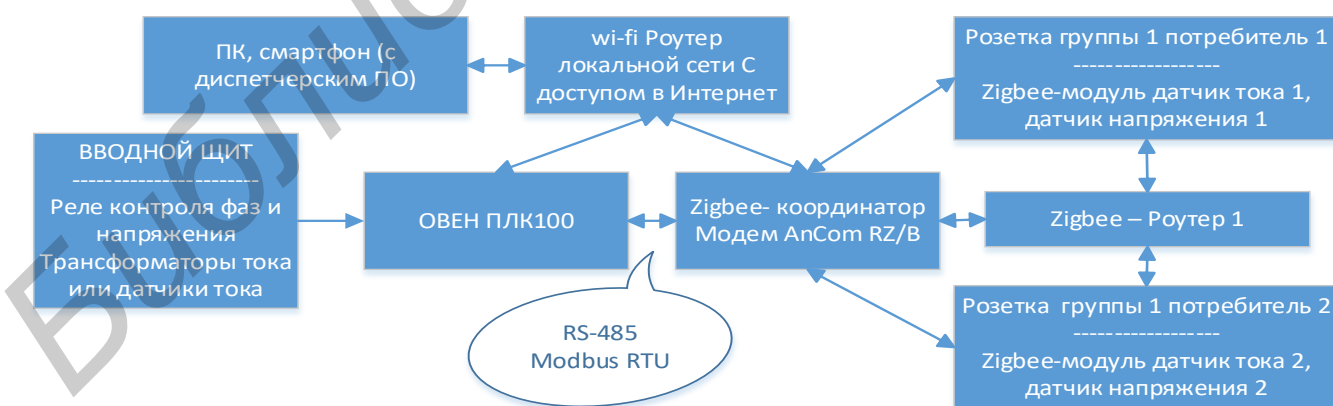 ПК, смартфон (с
диспетчерским ПО)
wi-fi Роутер
локальной сети С
доступом в Интернет
Розетка группы 1 потребитель 1
------------------
Zigbee-модуль датчик тока 1,
датчик напряжения 1
ВВОДНОЙ ЩИТ
-----------------------
Реле контроля фаз и
напряжения
Трансформаторы тока
или датчики тока
ОВЕН ПЛК100
Zigbee- координатор
Модем AnCom RZ/B
Zigbee – Роутер 1
RS-485
Modbus RTU
Розетка группы 1 потребитель 2
------------------
Zigbee-модуль датчик тока 2,
датчик напряжения 2